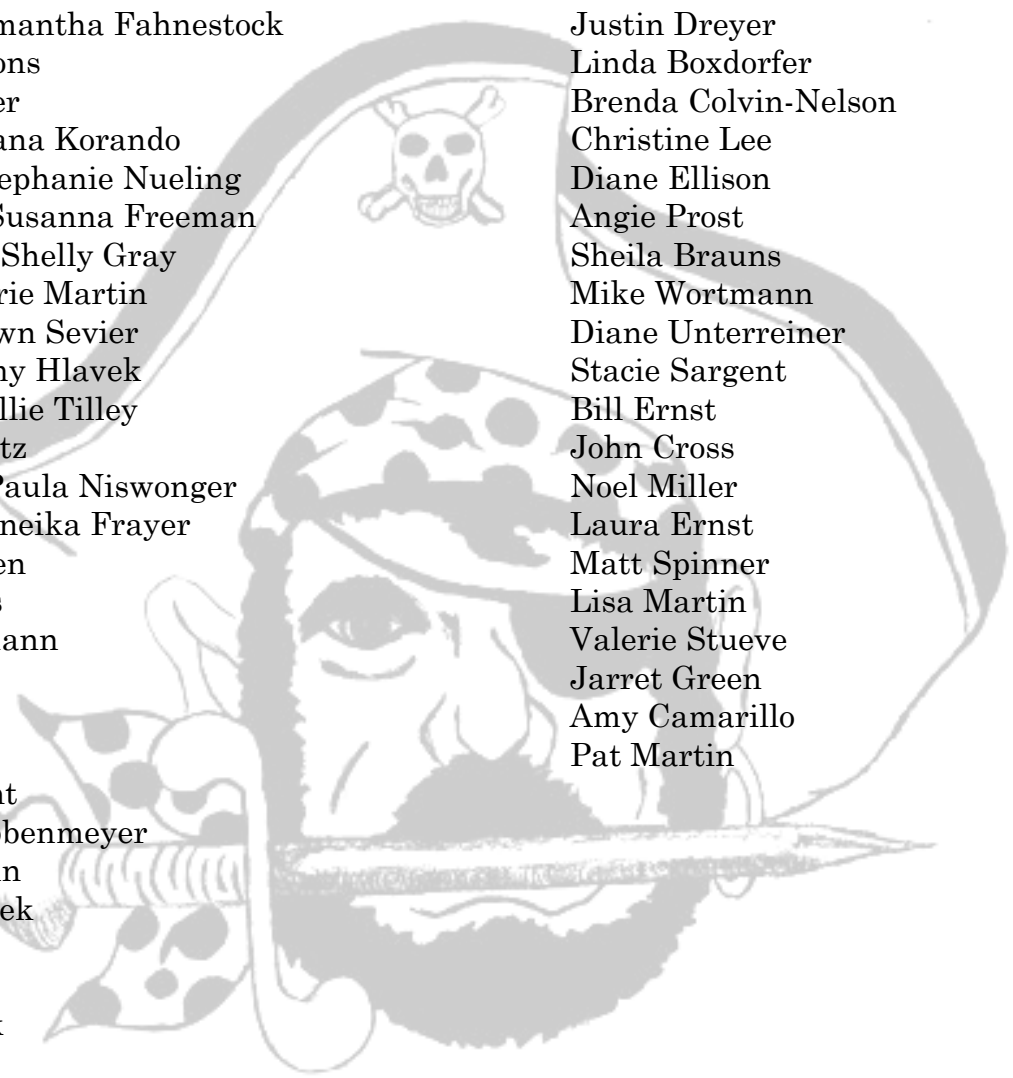 mantha Fahnestock
ons
er
ana Korando
ephanie Nueling
Susanna Freeman
Shelly Gray
rie Martin
wn Sevier
ny Hlavek
llie Tilley
tz
Paula Niswonger
neika Frayer
en
s
ann
nt
benmeyer
in
ek
k
Justin Dreyer
Linda Boxdorfer
Brenda Colvin-Nelson
Christine Lee
Diane Ellison
Angie Prost
Sheila Brauns
Mike Wortmann
Diane Unterreiner
Stacie Sargent
Bill Ernst
John Cross
Noel Miller
Laura Ernst
Matt Spinner
Lisa Martin
Valerie Stueve
Jarret Green
Amy Camarillo
Pat Martin